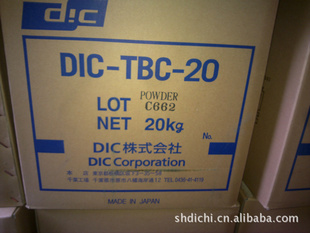 dic
DIC-TBC-20
POWDER
LOT C662
NET 20kg
No.
DIC株式会社
DIC Corporation
MADE IN JAPAN
shdichi.cn.alibaba.com